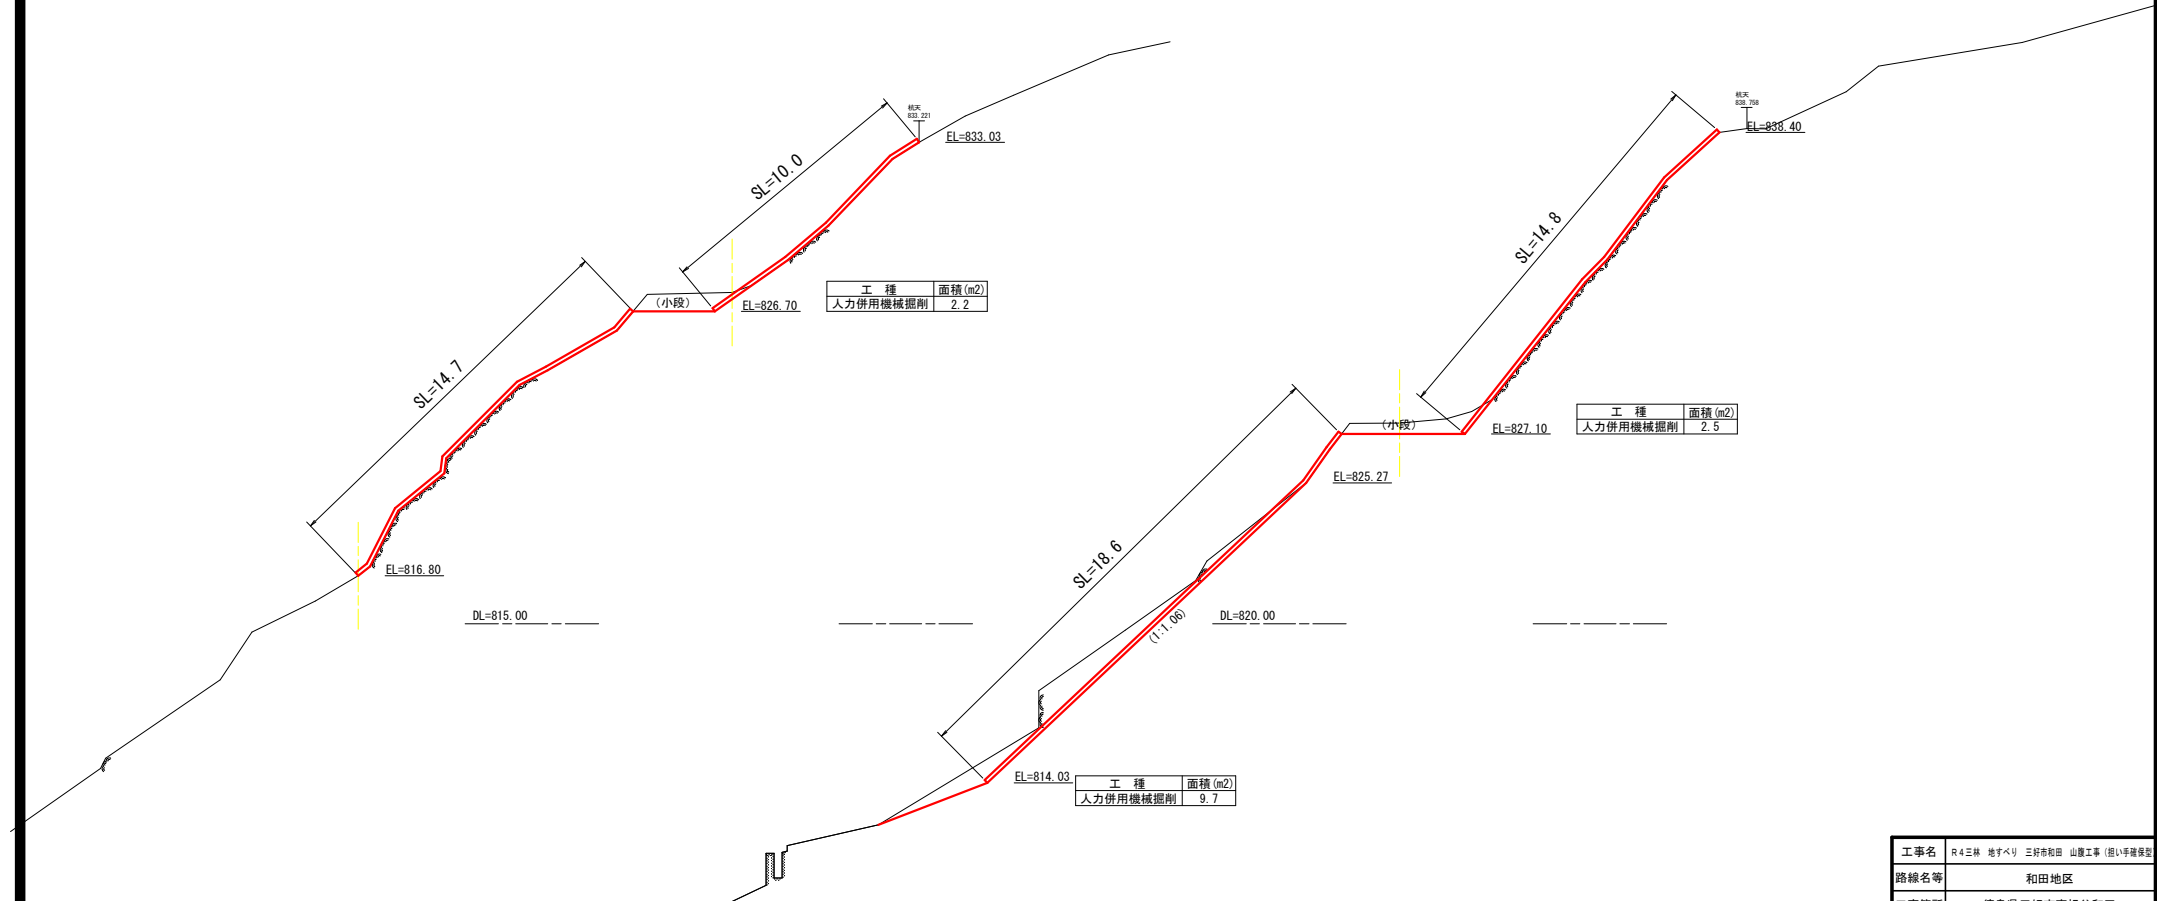 杭天
833.221
EL=833.03
SL=10.0
(小段)
EL=826.70
工 種 面積(m2)
人力併用機械掘削 2.2
SL=14.7
EL=816.80
DL=815.00
杭天
838.758
EL=838.40
SL=14.8
(小段)
EL=827.10
工 種 面積(m2)
人力併用機械掘削 2.5
EL=825.27
SL=18.6
(1:1.06)
DL=820.00
EL=814.03
工 種 面積(m2)
人力併用機械掘削 9.7
工事名 R4三林 地すべり 三好市和田 山腹工事(担い手確保型)
路線名等 和田地区